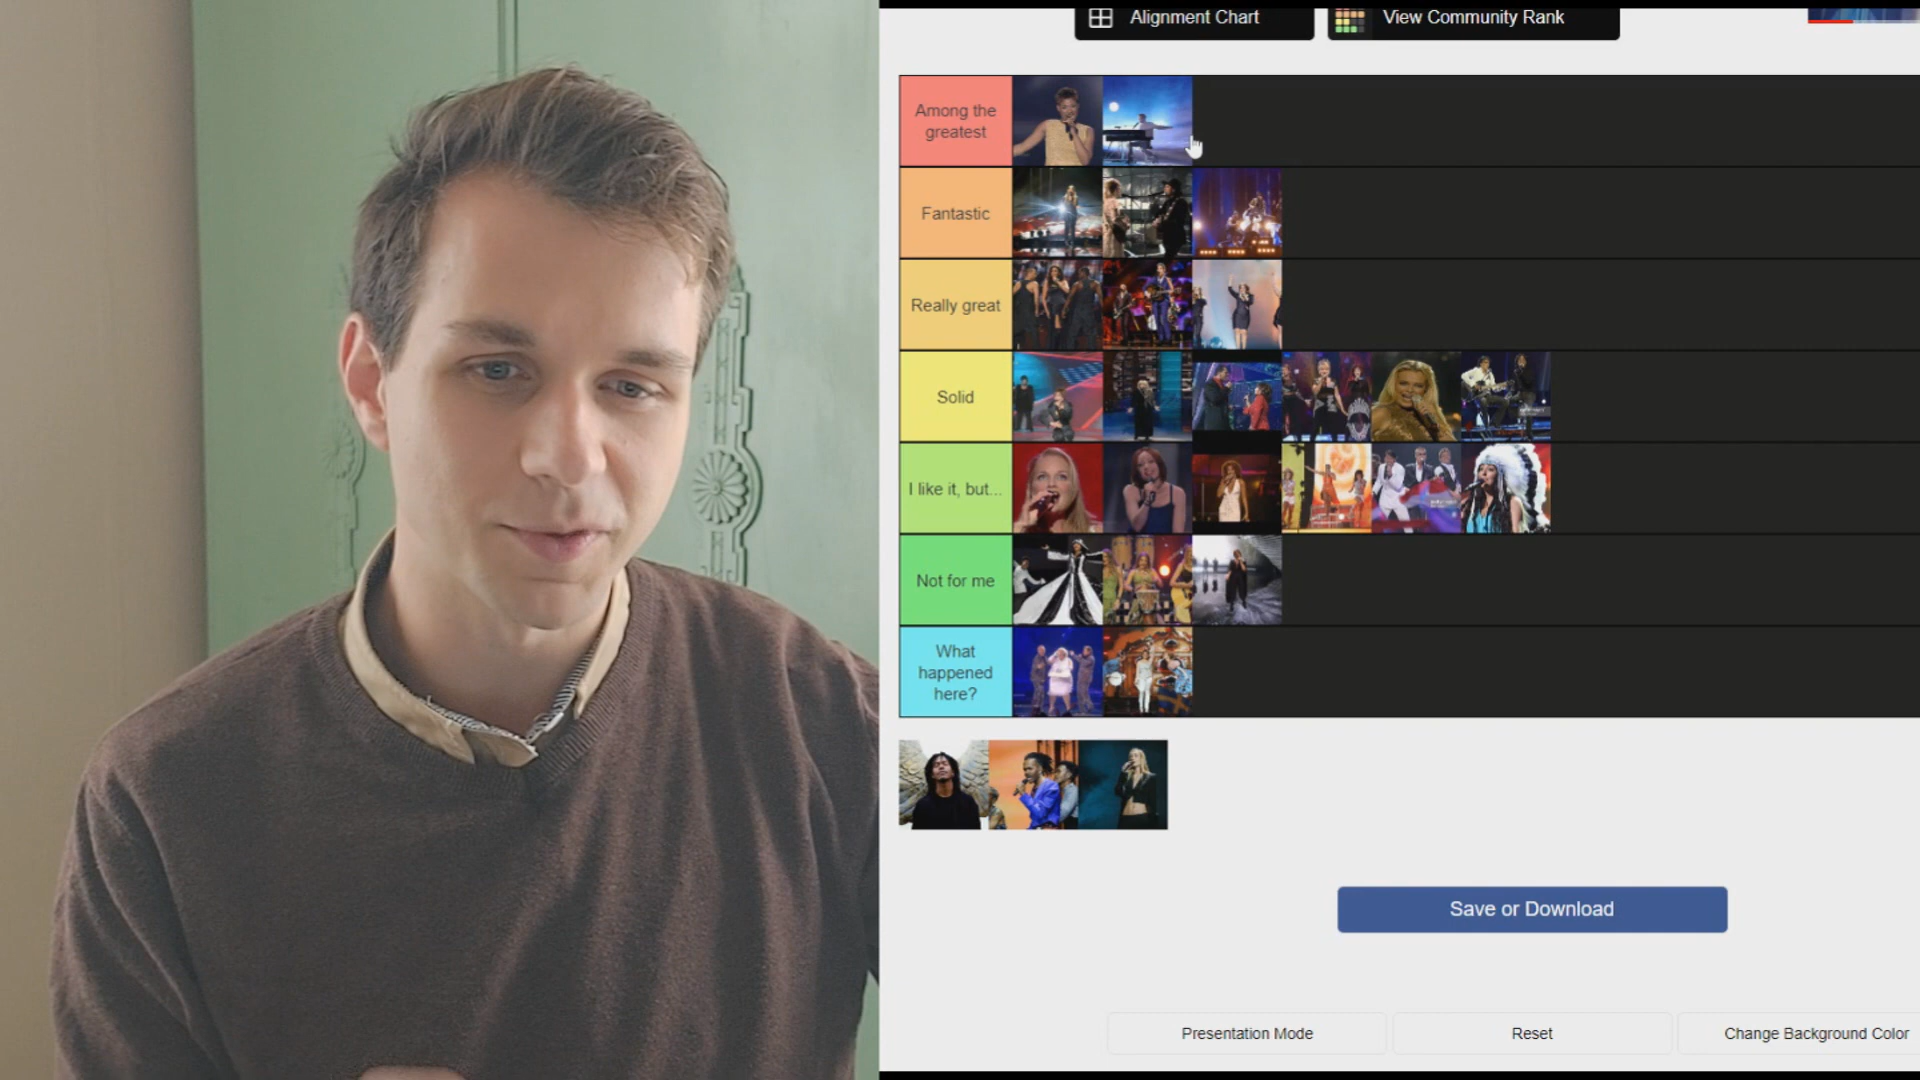 Alignment Chart
View Community Rank
Among the
greatest
Fantastic
Really great
Solid
I like it, but...
Not for me
What
happened
here?
Save or Download
Presentation Mode
Reset
Change Background Color